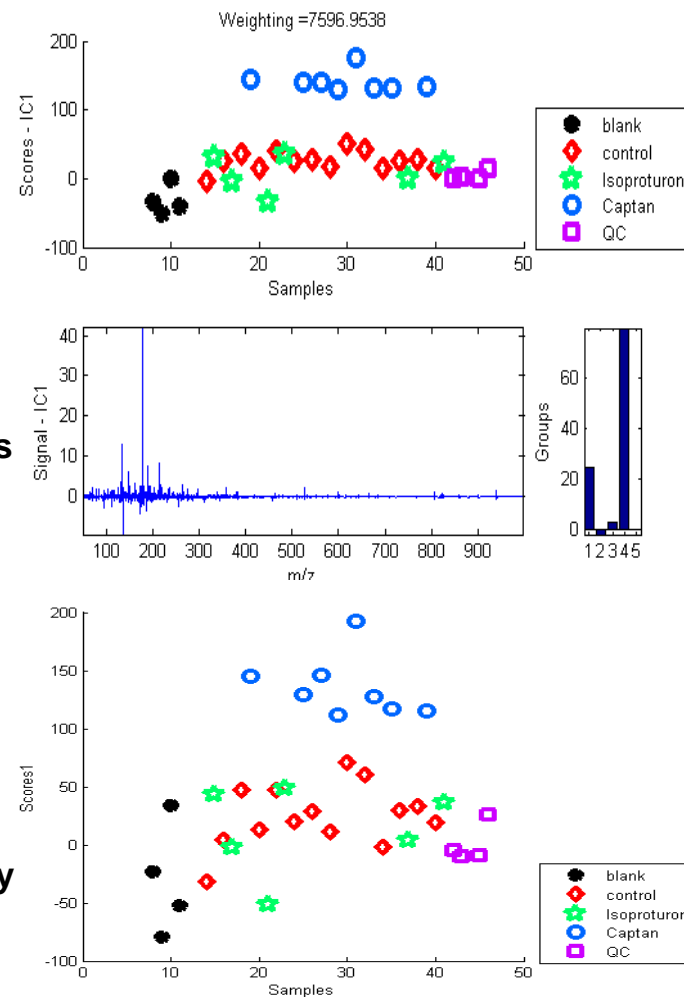 Weighting =7596.9538
200
100
0
-100
Scores - IC1
0 10 20 30 40 50
Samples
blank
control
Isoproturon
Captan
QC
s
40
30
20
10
0
Signal - IC1
100 200 300 400 500 600 700 800 900
m/z
60
40
20
0
Groups
1 2 3 4 5
200
150
100
50
0
-50
-100
Scores1
y
0 10 20 30 40 50
Samples
blank
control
Isoproturon
Captan
QC